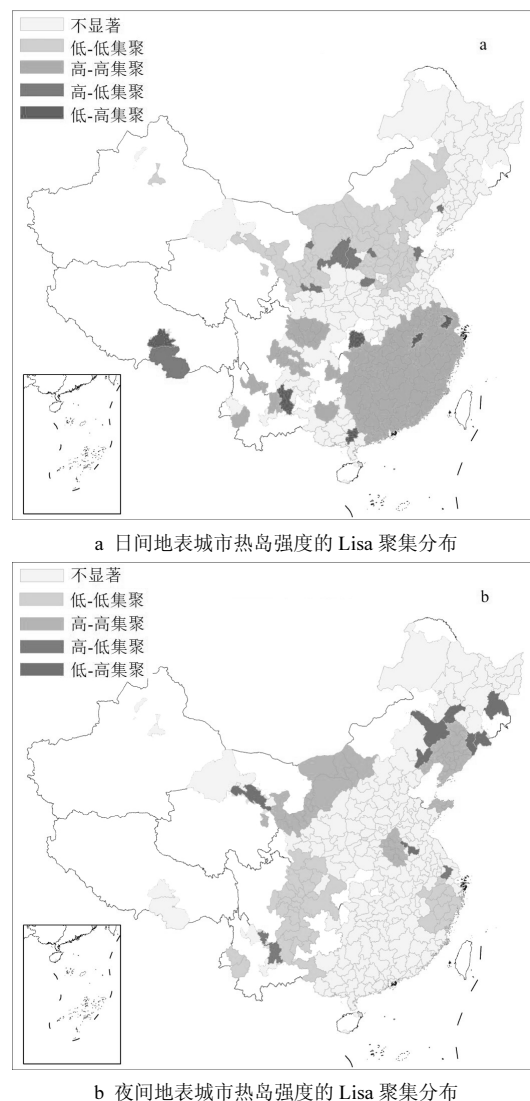 不显著
低-低集聚
高-高集聚
高-低集聚
低-高集聚
a
a 日间地表城市热岛强度的 Lisa 聚集分布
不显著
低-低集聚
高-高集聚
高-低集聚
低-高集聚
b
b 夜间地表城市热岛强度的 Lisa 聚集分布